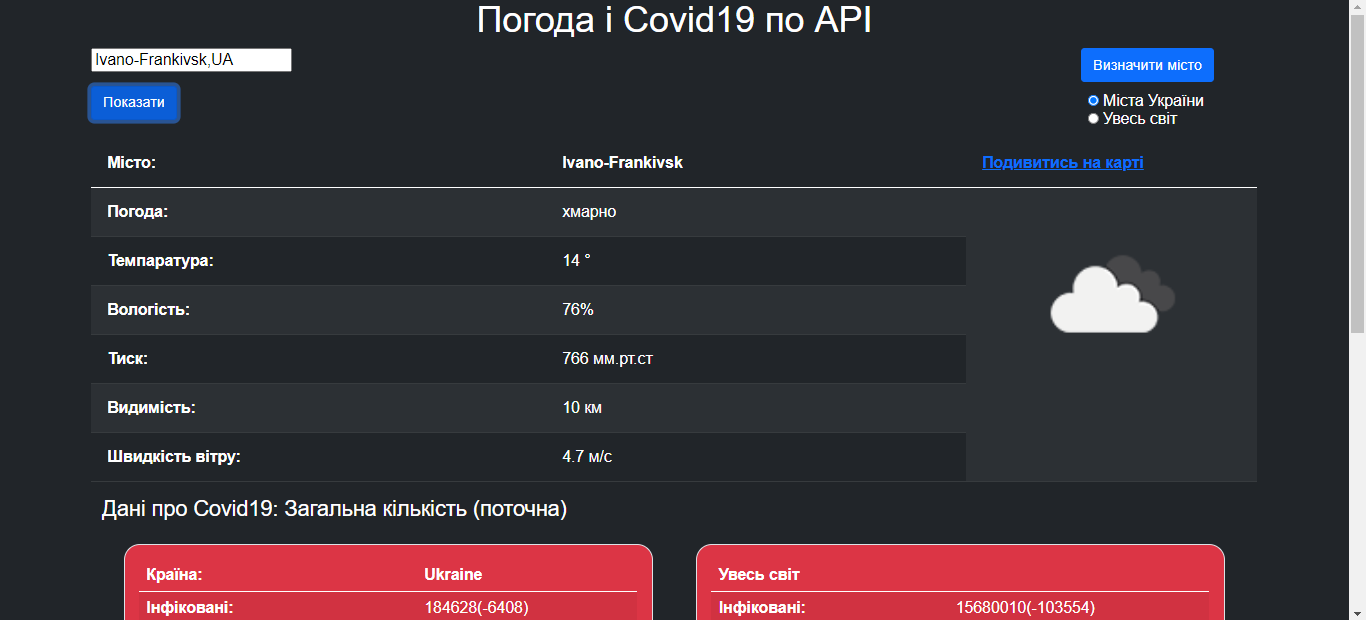 Погода і Covid19 по API
Ivano-Frankivsk,UA
Визначити місто
Показати
Міста України
Увесь світ
Місто: Ivano-Frankivsk Подивитись на карті
Погода: хмарно
Темпаратура: 14 °
Вологість: 76%
Тиск: 766 мм.рт.ст
Видимість: 10 км
Швидкість вітру: 4.7 м/с
Дані про Covid19: Загальна кількість (поточна)
Країна: Ukraine
Інфіковані: 184628(-6408)
Увесь світ
Інфіковані: 15680010(-103554)